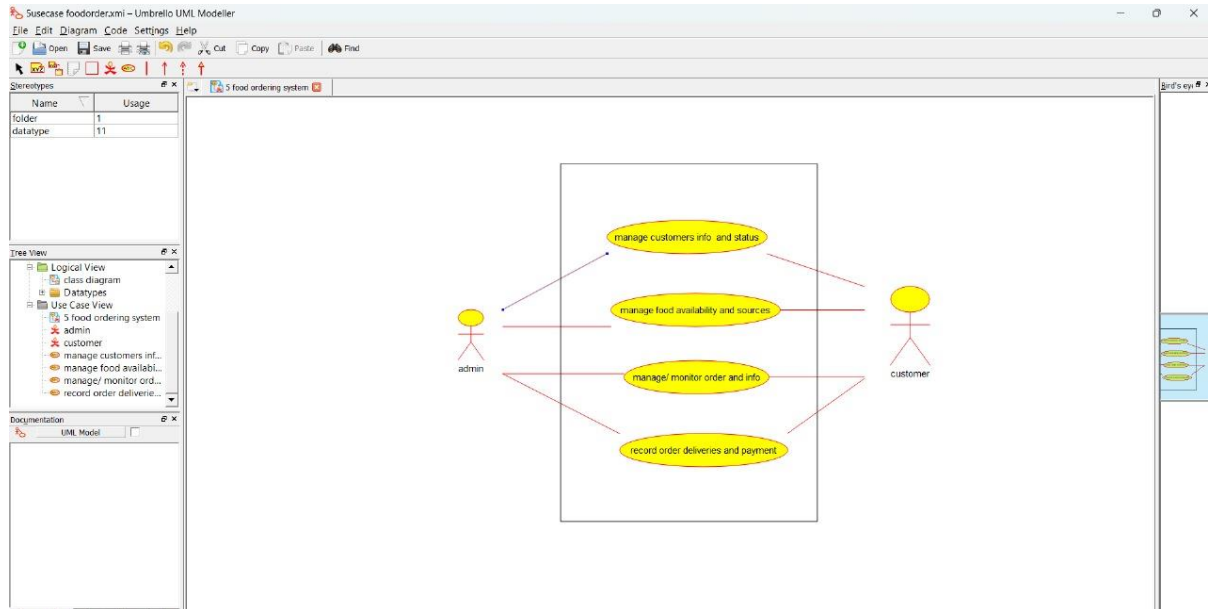 Susecase foodorder.xmi – Umbrello UML Modeller
File Edit Diagram Code Settings Help
Open Save Cut Copy Paste Find
Stereotypes
5 food ordering system
Bird's ey
Name Usage
folder 1
datatype 11
Tree View
Logical View
class diagram
Datatypes
Use Case View
5 food ordering system
admin
customer
manage customers inf...
manage food availabi...
manage/ monitor ord...
record order deliverie...
Documentation
UML Model
manage customers info and status
manage food availability and sources
manage/ monitor order and info
record order deliveries and payment
admin
customer